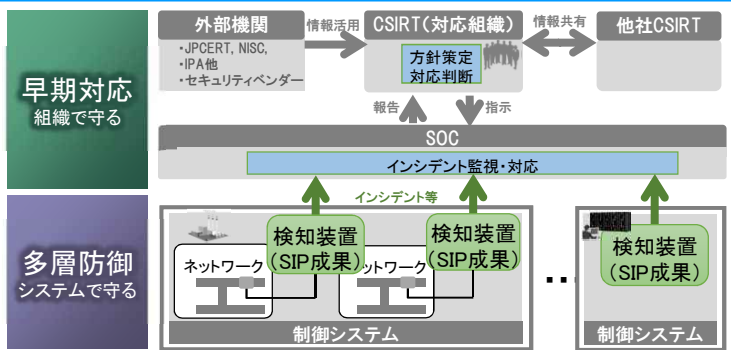 早期対応
組織で守る
外部機関
・JPCERT, NISC,
・IPA他
・セキュリティベンダー
情報活用
CSIRT(対応組織)
方針策定
対応判断
情報共有
他社CSIRT
報告
指示
SOC
インシデント監視・対応
インシデント等
多層防御
システムで守る
ネットワーク
検知装置
(SIP成果)
ットワーク
検知装置
(SIP成果)
制御システム
…
検知装置
(SIP成果)
制御システム